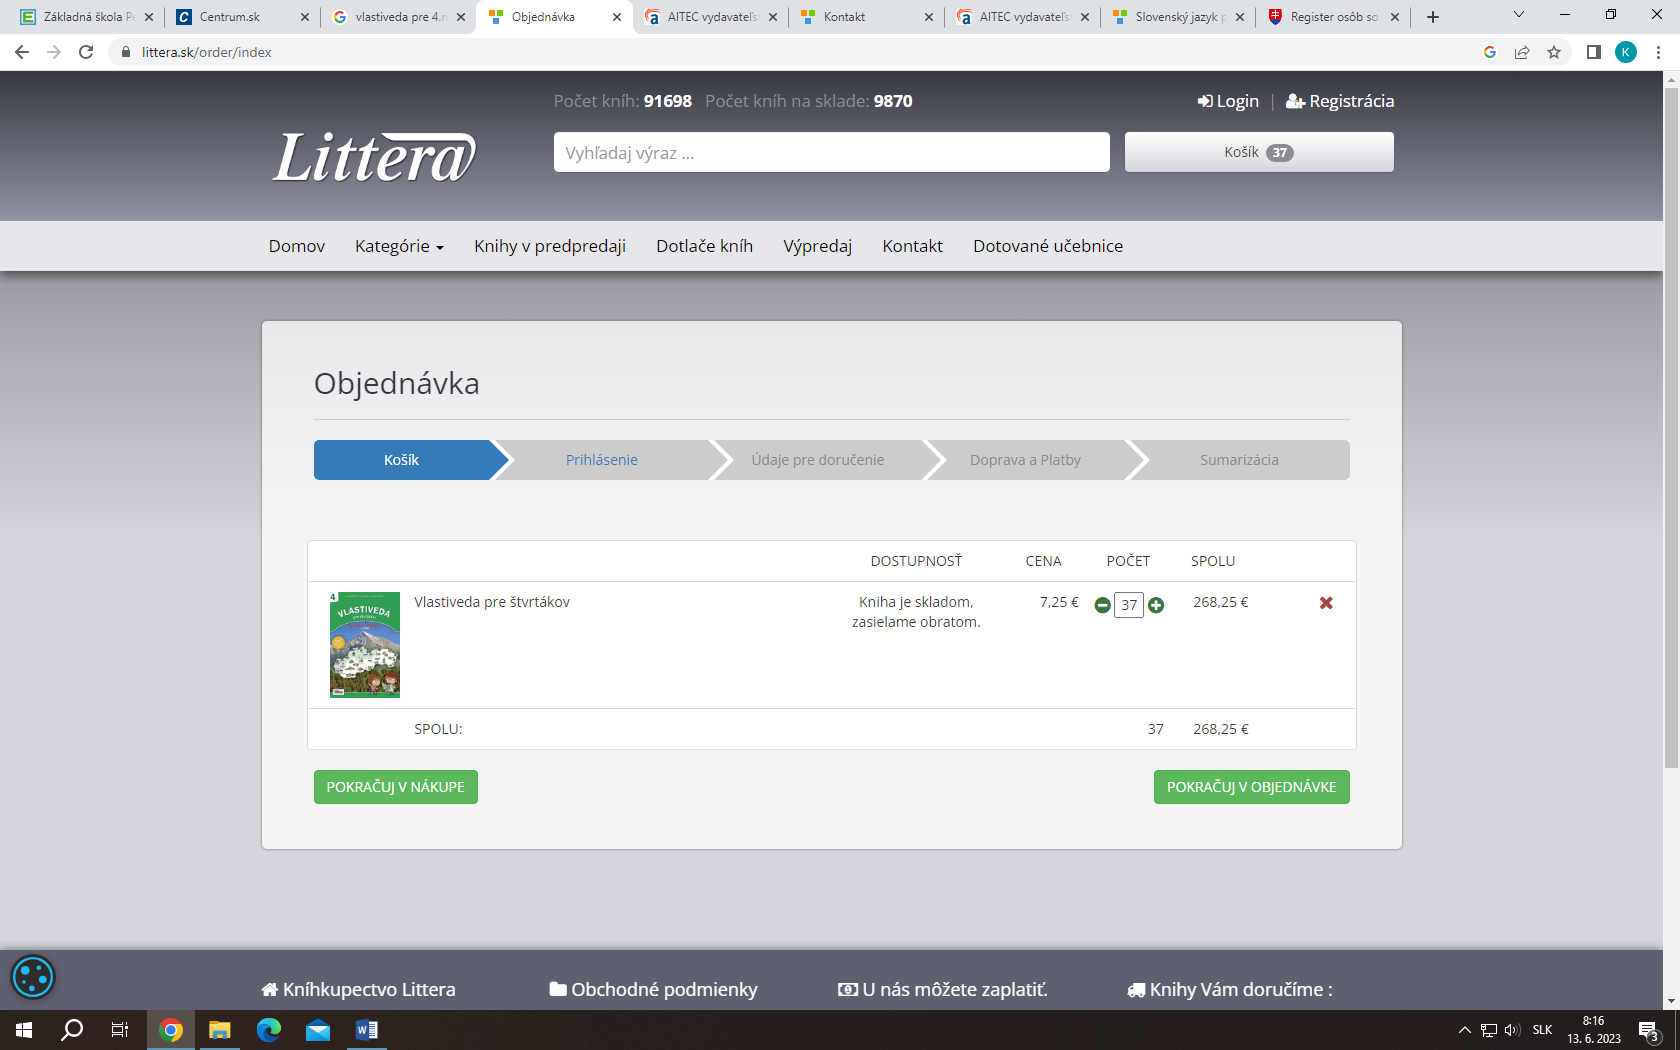 Základná škola Pe
Centrum.sk
vlastiveda pre 4.r
Objednávka
AITEC vydavateľst
Kontakt
AITEC vydavateľst
Slovenský jazyk p
Register osôb so
littera.sk/order/index
K
Počet kníh: 91698 Počet kníh na sklade: 9870
Login | Registrácia
Littera
Vyhľadaj výraz ...
Košík 37
Domov Kategórie Knihy v predpredaji Dotlače kníh Výpredaj Kontakt Dotované učebnice
Objednávka
Košík Prihlásenie Údaje pre doručenie Doprava a Platby Sumarizácia
DOSTUPNOSŤ CENA POČET SPOLU
4
VLASTIVEDA
Vlastiveda pre štvrtákov
Kniha je skladom,
zasielame obratom.
7,25 € 37 268,25 €
SPOLU: 37 268,25 €
POKRAČUJ V NÁKUPE
POKRAČUJ V OBJEDNÁVKE
Kníhkupectvo Littera
Obchodné podmienky
U nás môžete zaplatiť.
Knihy Vám doručíme :
SLK
8:16
13. 6. 2023
3